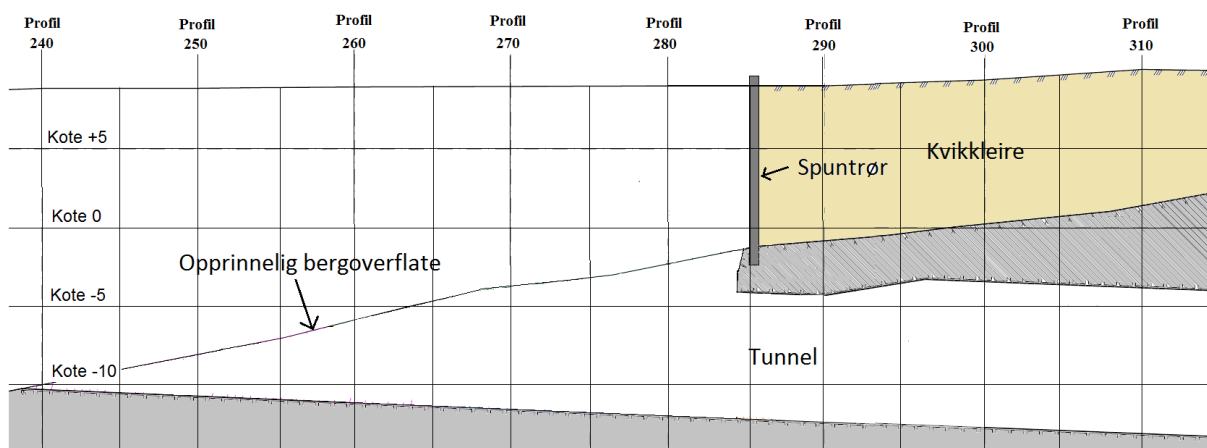 Profil 240
Profil 250
Profil 260
Profil 270
Profil 280
Profil 290
Profil 300
Profil 310
Kote +5
Kvikkleire
Spuntrør
Kote 0
Opprinnelig bergoverflate
Kote -5
Tunnel
Kote -10